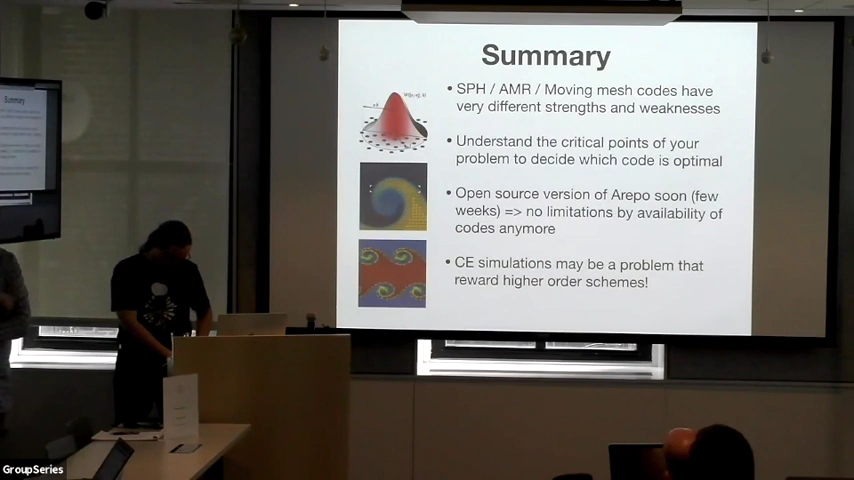 Summary
• SPH / AMR / Moving mesh codes have
very different strengths and weaknesses
• Understand the critical points of your
problem to decide which code is optimal
• Open source version of Arepo soon (few
weeks) => no limitations by availability of
codes anymore
• CE simulations may be a problem that
reward higher order schemes!
Summary
GroupSeries